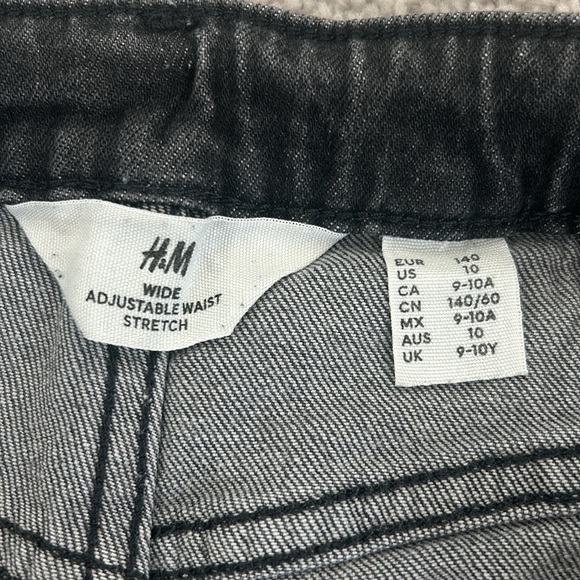 H&M
WIDE
ADJUSTABLE WAIST
STRETCH
EUR 140
US 10
CA 9-10A
CN 140/60
MX 9-10A
AUS 10
UK 9-10Y